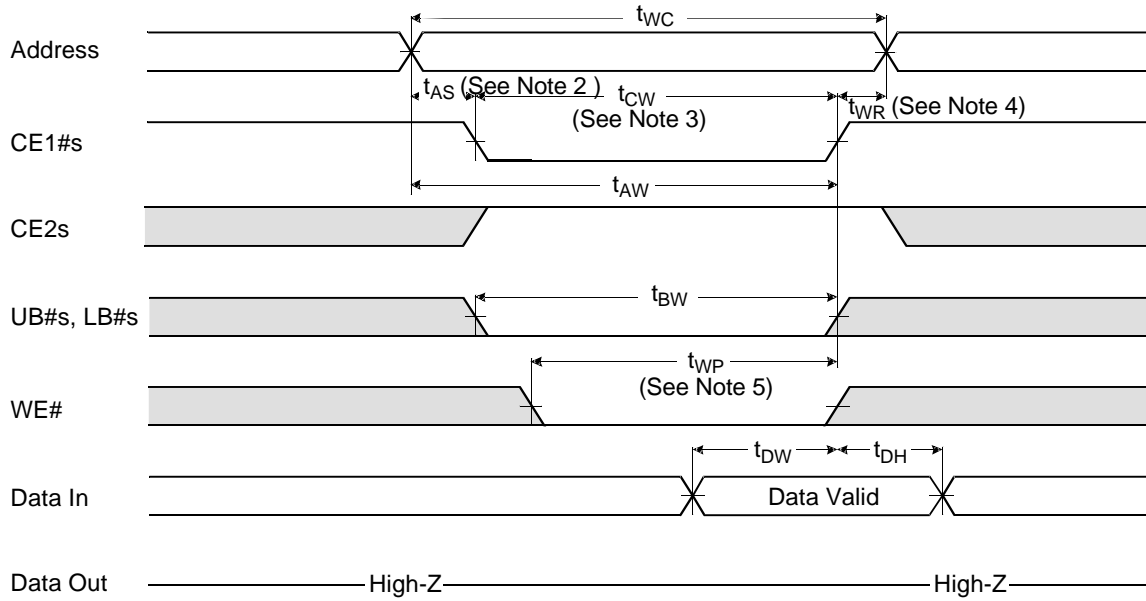 tWC
Address
tAS (See Note 2 )
tCW
(See Note 3)
tWR (See Note 4)
CE1#s
tAW
CE2s
tBW
UB#s, LB#s
tWP
(See Note 5)
WE#
tDW
tDH
Data In
Data Valid
Data Out
High-Z
High-Z